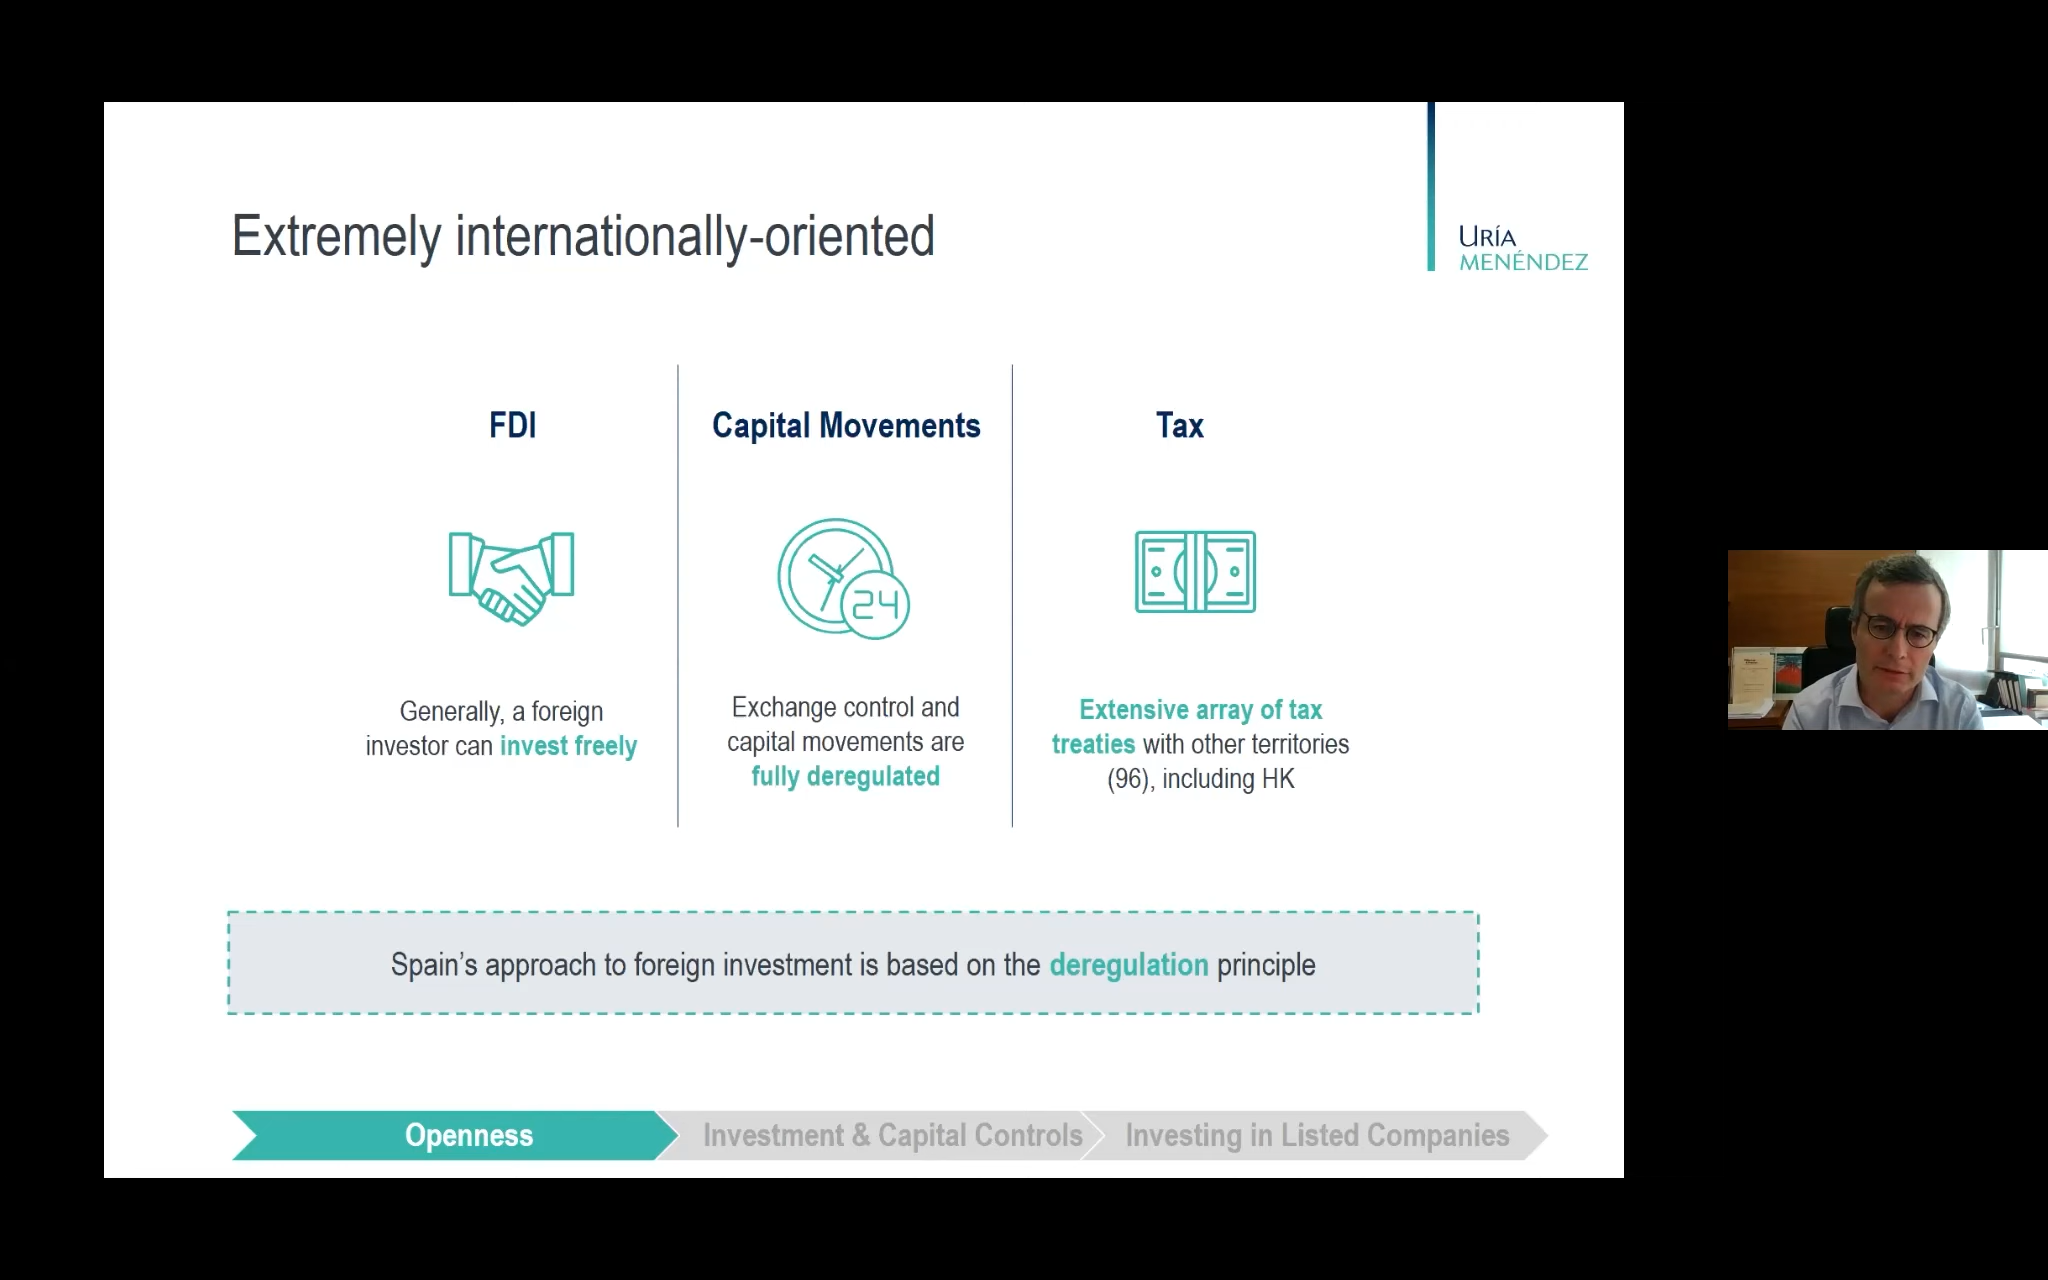 Extremely internationally-oriented
URÍA
MENÉNDEZ
FDI
Generally, a foreign
investor can invest freely
Capital Movements
24
Exchange control and
capital movements are
fully deregulated
Tax
Extensive array of tax
treaties with other territories
(96), including HK
Spain’s approach to foreign investment is based on the deregulation principle
Openness
Investment & Capital Controls
Investing in Listed Companies